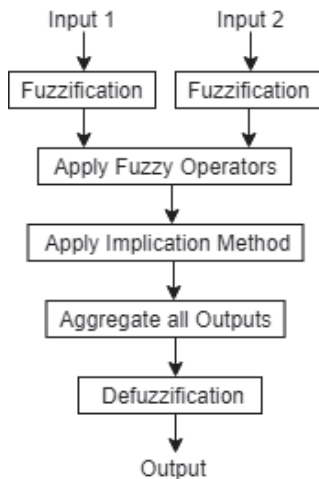 Input 1 Input 2
Fuzzification Fuzzification
Apply Fuzzy Operators
Apply Implication Method
Aggregate all Outputs
Defuzzification
Output